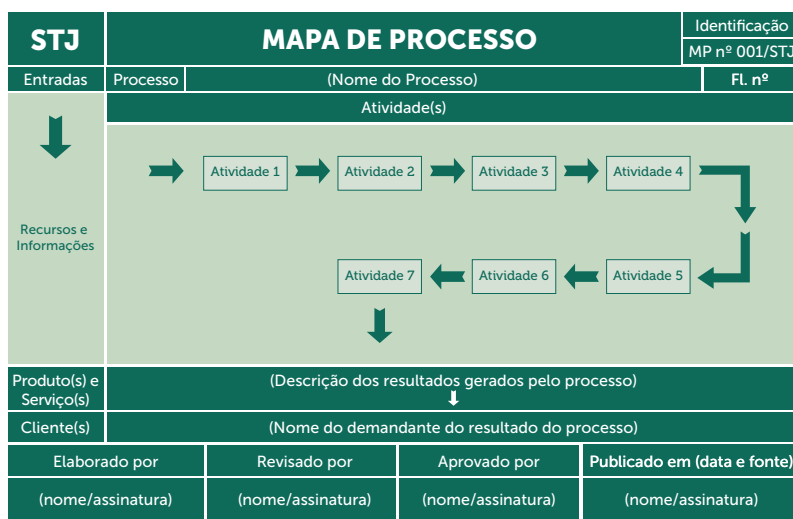 STJ
MAPA DE PROCESSO
Identificação
MP nº 001/STJ
Entradas
Processo
(Nome do Processo)
Fl. nº
Atividade(s)
Recursos e
Informações
Atividade 1
Atividade 2
Atividade 3
Atividade 4
Atividade 7
Atividade 6
Atividade 5
Produto(s) e
Serviço(s)
(Descrição dos resultados gerados pelo processo)
Cliente(s)
(Nome do demandante do resultado do processo)
Elaborado por
Revisado por
Aprovado por
Publicado em (data e fonte)
(nome/assinatura)
(nome/assinatura)
(nome/assinatura)
(nome/assinatura)